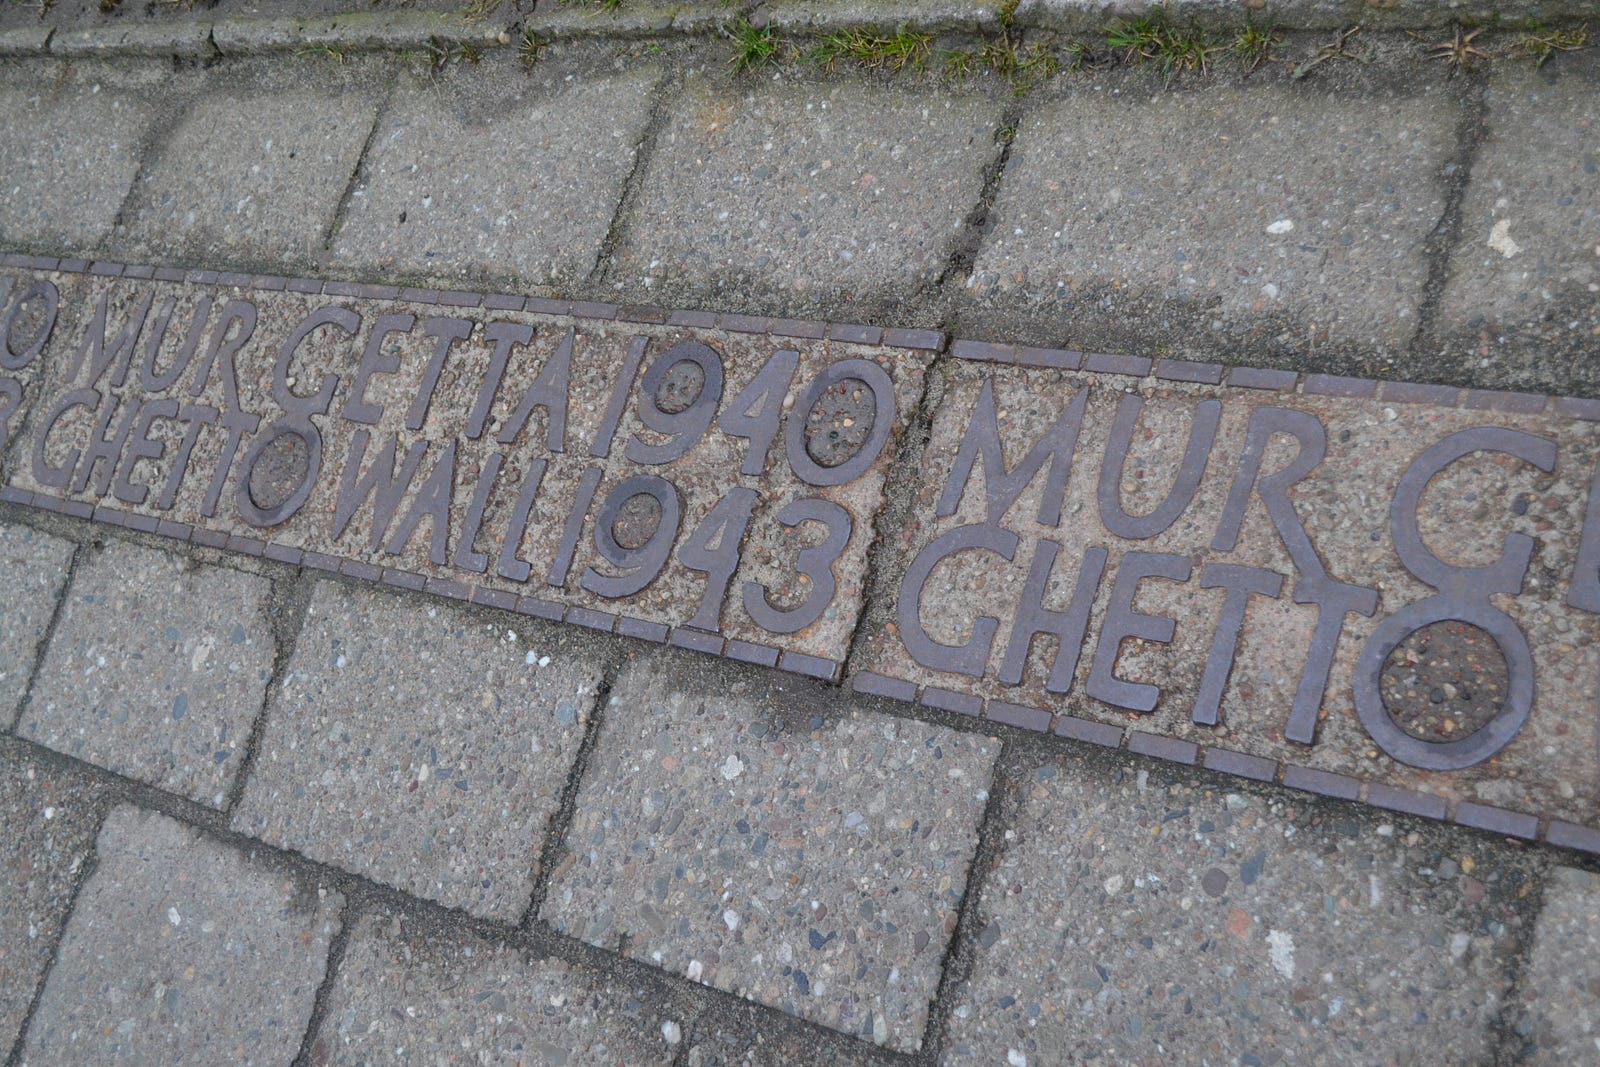 MUR GETTA 1940
GHETTO WALL 1943
MUR G
GHETTO